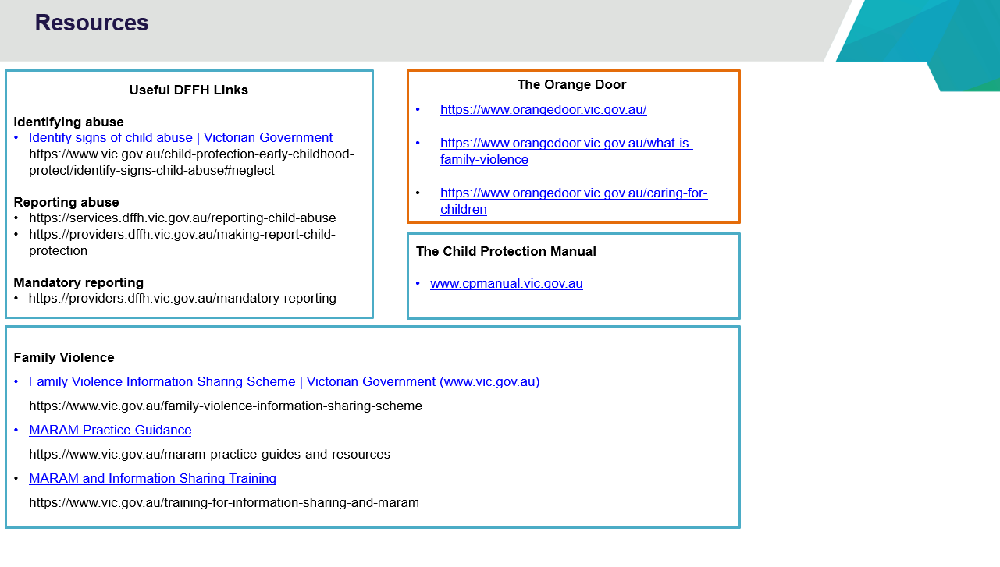 Resources
Useful DFFH Links
Identifying abuse
• Identify signs of child abuse | Victorian Government
https://www.vic.gov.au/child-protection-early-childhood-
protect/identify-signs-child-abuse#neglect
Reporting abuse
• https://services.dffh.vic.gov.au/reporting-child-abuse
• https://providers.dffh.vic.gov.au/making-report-child-
protection
Mandatory reporting
• https://providers.dffh.vic.gov.au/mandatory-reporting
The Orange Door
• https://www.orangedoor.vic.gov.au/
• https://www.orangedoor.vic.gov.au/what-is-
family-violence
• https://www.orangedoor.vic.gov.au/caring-for-
children
The Child Protection Manual
• www.cpmanual.vic.gov.au
Family Violence
• Family Violence Information Sharing Scheme | Victorian Government (www.vic.gov.au)
https://www.vic.gov.au/family-violence-information-sharing-scheme
• MARAM Practice Guidance
https://www.vic.gov.au/maram-practice-guides-and-resources
• MARAM and Information Sharing Training
https://www.vic.gov.au/training-for-information-sharing-and-maram